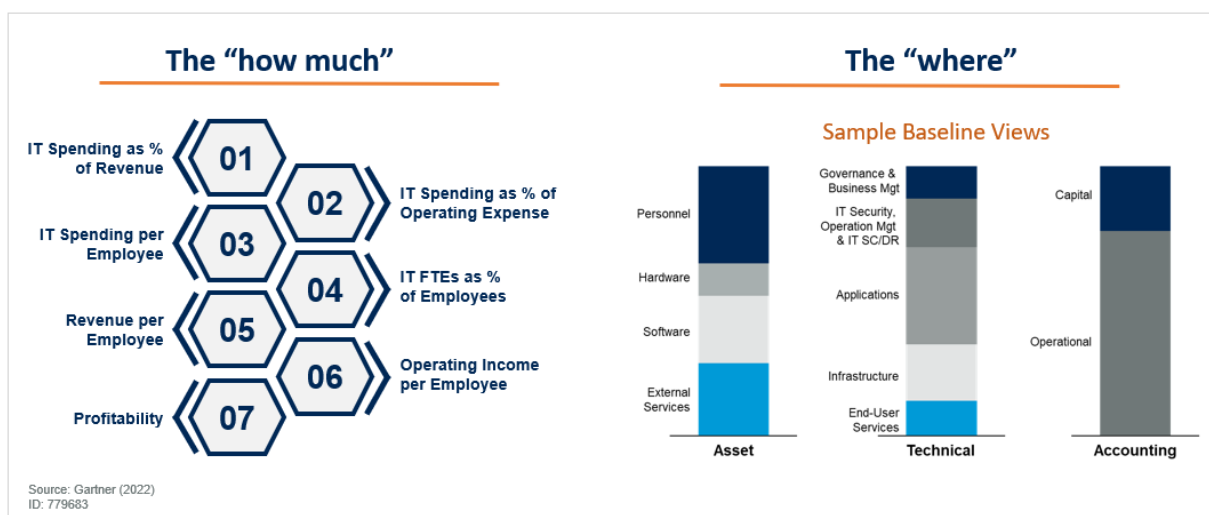 The “how much”
IT Spending as %
of Revenue
01
02
IT Spending as % of
Operating Expense
IT Spending per
Employee
03
04
IT FTEs as %
of Employees
Revenue per
Employee
05
06
Operating Income
per Employee
Profitability
07
Source: Gartner (2022)
ID: 779683
The “where”
Sample Baseline Views
Personnel
Hardware
Software
External
Services
Asset
Governance &
Business Mgt
IT Security,
Operation Mgt
& IT SC/DR
Applications
Infrastructure
End-User
Services
Technical
Capital
Operational
Accounting